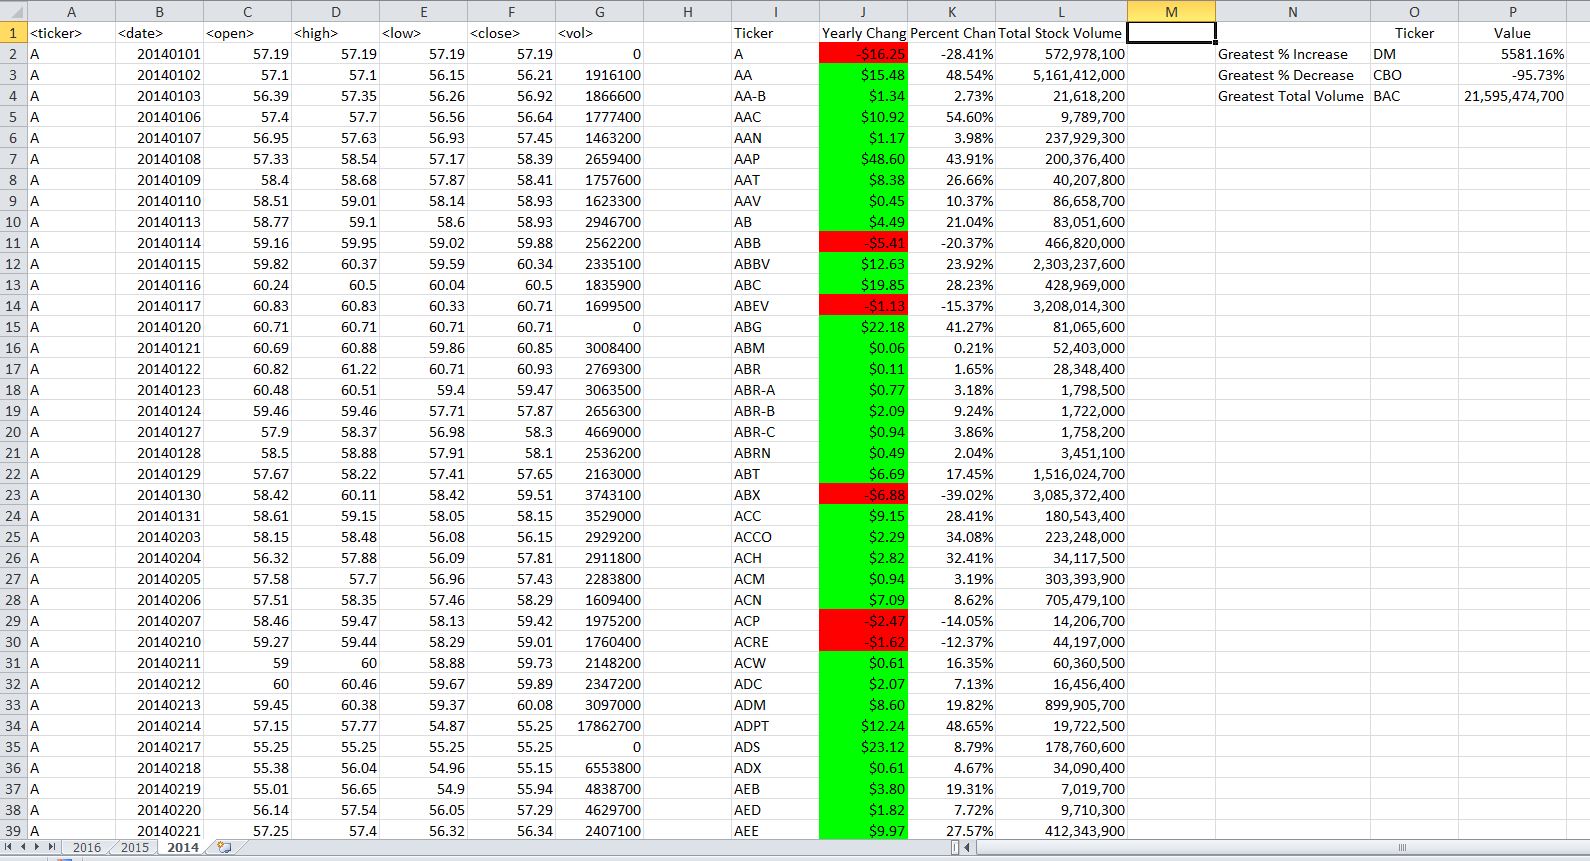 A B C D E F G H I J K L M N O P
1 <ticker> <date> <open> <high> <low> <close> <vol> Ticker Yearly Chang Percent Chan Total Stock Volume Ticker Value
2 A 20140101 57.19 57.19 57.19 57.19 0 A -$16.25 -28.41% 572,978,100 Greatest % Increase DM 5581.16%
3 A 20140102 57.1 57.1 56.15 56.21 1916100 AA $15.48 48.54% 5,161,412,000 Greatest % Decrease CBO -95.73%
4 A 20140103 56.39 57.35 56.26 56.92 1866600 AA-B $1.34 2.73% 21,618,200 Greatest Total Volume BAC 21,595,474,700
5 A 20140106 57.4 57.7 56.56 56.64 1777400 AAC $10.92 54.60% 9,789,700
6 A 20140107 56.95 57.63 56.93 57.45 1463200 AAN $1.17 3.98% 237,929,300
7 A 20140108 57.33 58.54 57.17 58.39 2659400 AAP $48.60 43.91% 200,376,400
8 A 20140109 58.4 58.68 57.87 58.41 1757600 AAT $8.38 26.66% 40,207,800
9 A 20140110 58.51 59.01 58.14 58.93 1623300 AAV $0.45 10.37% 86,658,700
10 A 20140113 58.77 59.1 58.6 58.93 2946700 AB $4.49 21.04% 83,051,600
11 A 20140114 59.16 59.95 59.02 59.88 2562200 ABB -$5.41 -20.37% 466,820,000
12 A 20140115 59.82 60.37 59.59 60.34 2335100 ABBV $12.63 23.92% 2,303,237,600
13 A 20140116 60.24 60.5 60.04 60.5 1835900 ABC $19.85 28.23% 428,969,000
14 A 20140117 60.83 60.83 60.33 60.71 1699500 ABEV -$1.13 -15.37% 3,208,014,300
15 A 20140120 60.71 60.71 60.71 60.71 0 ABG $22.18 41.27% 81,065,600
16 A 20140121 60.69 60.88 59.86 60.85 3008400 ABM $0.06 0.21% 52,403,000
17 A 20140122 60.82 61.22 60.71 60.93 2769300 ABR $0.11 1.65% 28,348,400
18 A 20140123 60.48 60.51 59.4 59.47 3063500 ABR-A $0.77 3.18% 1,798,500
19 A 20140124 59.46 59.46 57.71 57.87 2656300 ABR-B $2.09 9.24% 1,722,000
20 A 20140127 57.9 58.37 56.98 58.3 4669000 ABR-C $0.94 3.86% 1,758,200
21 A 20140128 58.5 58.88 57.91 58.1 2536200 ABRN $0.49 2.04% 3,451,100
22 A 20140129 57.67 58.22 57.41 57.65 2163000 ABT $6.69 17.45% 1,516,024,700
23 A 20140130 58.42 60.11 58.42 59.51 3743100 ABX -$6.88 -39.02% 3,085,372,400
24 A 20140131 58.61 59.15 58.05 58.15 3529000 ACC $9.15 28.41% 180,543,400
25 A 20140203 58.15 58.48 56.08 56.15 2929200 ACCO $2.29 34.08% 223,248,000
26 A 20140204 56.32 57.88 56.09 57.81 2911800 ACH $2.82 32.41% 34,117,500
27 A 20140205 57.58 57.7 56.96 57.43 2283800 ACM $0.94 3.19% 303,393,900
28 A 20140206 57.51 58.35 57.46 58.29 1609400 ACN $7.09 8.62% 705,479,100
29 A 20140207 58.46 59.47 58.13 59.42 1975200 ACP -$2.47 -14.05% 14,206,700
30 A 20140210 59.27 59.44 58.29 59.01 1760400 ACRE -$1.62 -12.37% 44,197,000
31 A 20140211 59 60 58.88 59.73 2148200 ACW $0.61 16.35% 60,360,500
32 A 20140212 60 60.46 59.67 59.89 2347200 ADC $2.07 7.13% 16,456,400
33 A 20140213 59.45 60.38 59.37 60.08 3097000 ADM $8.60 19.82% 899,905,700
34 A 20140214 57.15 57.77 54.87 55.25 17862700 ADPT $12.24 48.65% 19,722,500
35 A 20140217 55.25 55.25 55.25 55.25 0 ADS $23.12 8.79% 178,760,600
36 A 20140218 55.38 56.04 54.96 55.15 6553800 ADX $0.61 4.67% 34,090,400
37 A 20140219 55.01 56.65 54.9 55.94 4838700 AEB $3.80 19.31% 7,019,700
38 A 20140220 56.14 57.54 56.05 57.29 4629700 AED $1.82 7.72% 9,710,300
39 A 20140221 57.25 57.4 56.32 56.34 2407100 AEE $9.97 27.57% 412,343,900
2016 2015 2014